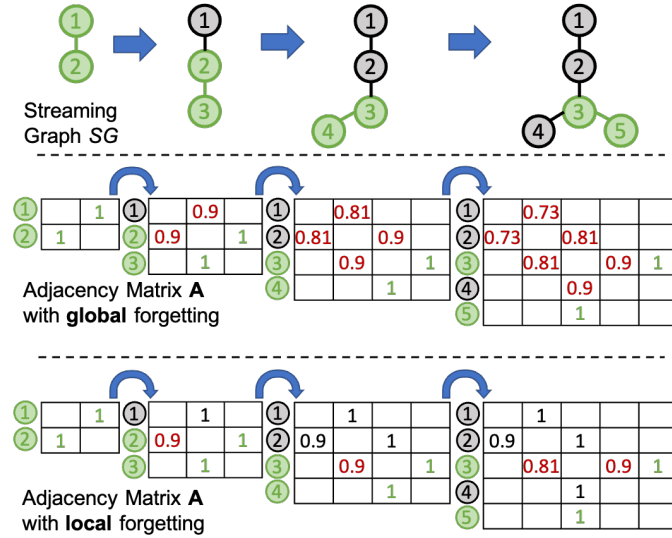 1 1 1 1
2 2 2 2
3 4 3 4 3 5
Streaming
Graph SG
1 1 1 0.9 1 0.81 1 0.73
2 1 2 0.9 1 2 0.81 0.9 2 0.73 0.81
3 1 3 0.9 1 3 0.81 0.9 1
4 1 4 0.9
5 1
Adjacency Matrix A
with global forgetting
1 1 1 1 1 1 1 1
2 1 2 0.9 1 2 0.9 1 2 0.9 1
3 1 3 0.9 1 3 0.81 0.9 1
4 1 4 1
5 1
Adjacency Matrix A
with local forgetting